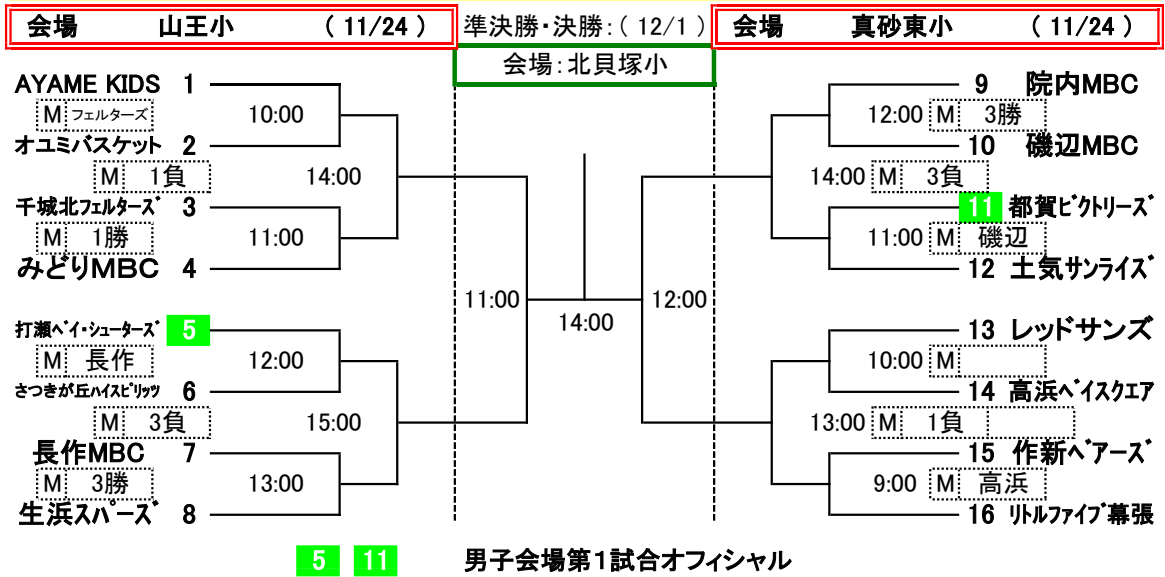 会場 山王小 ( 11/24 ) 準決勝・決勝:( 12/1 ) 会場 真砂東小 ( 11/24 )
会場:北貝塚小
AYAME KIDS 1 9 院内MBC
M フェルターズ 10:00 12:00 M 3勝
オユミバスケット 2 10 磯辺MBC
M 1負 14:00 14:00 M 3負
千城北フェルターズ 3 11 都賀ビクトリーズ
M 1勝 11:00 11:00 M 磯辺
みどりMBC 4 12 土気サンライズ
11:00 12:00
14:00
打瀬ベイ・シューターズ 5 13 レッドサンズ
M 長作 12:00 10:00 M
さつきが丘ハイスピリッツ 6 14 高浜ベイスクエア
M 3負 15:00 13:00 M 1負
長作MBC 7 15 作新ベアーズ
M 3勝 13:00 9:00 M 高浜
生浜スパーズ 8 16 リトルファイブ幕張
5 11 男子会場第1試合オフィシャル